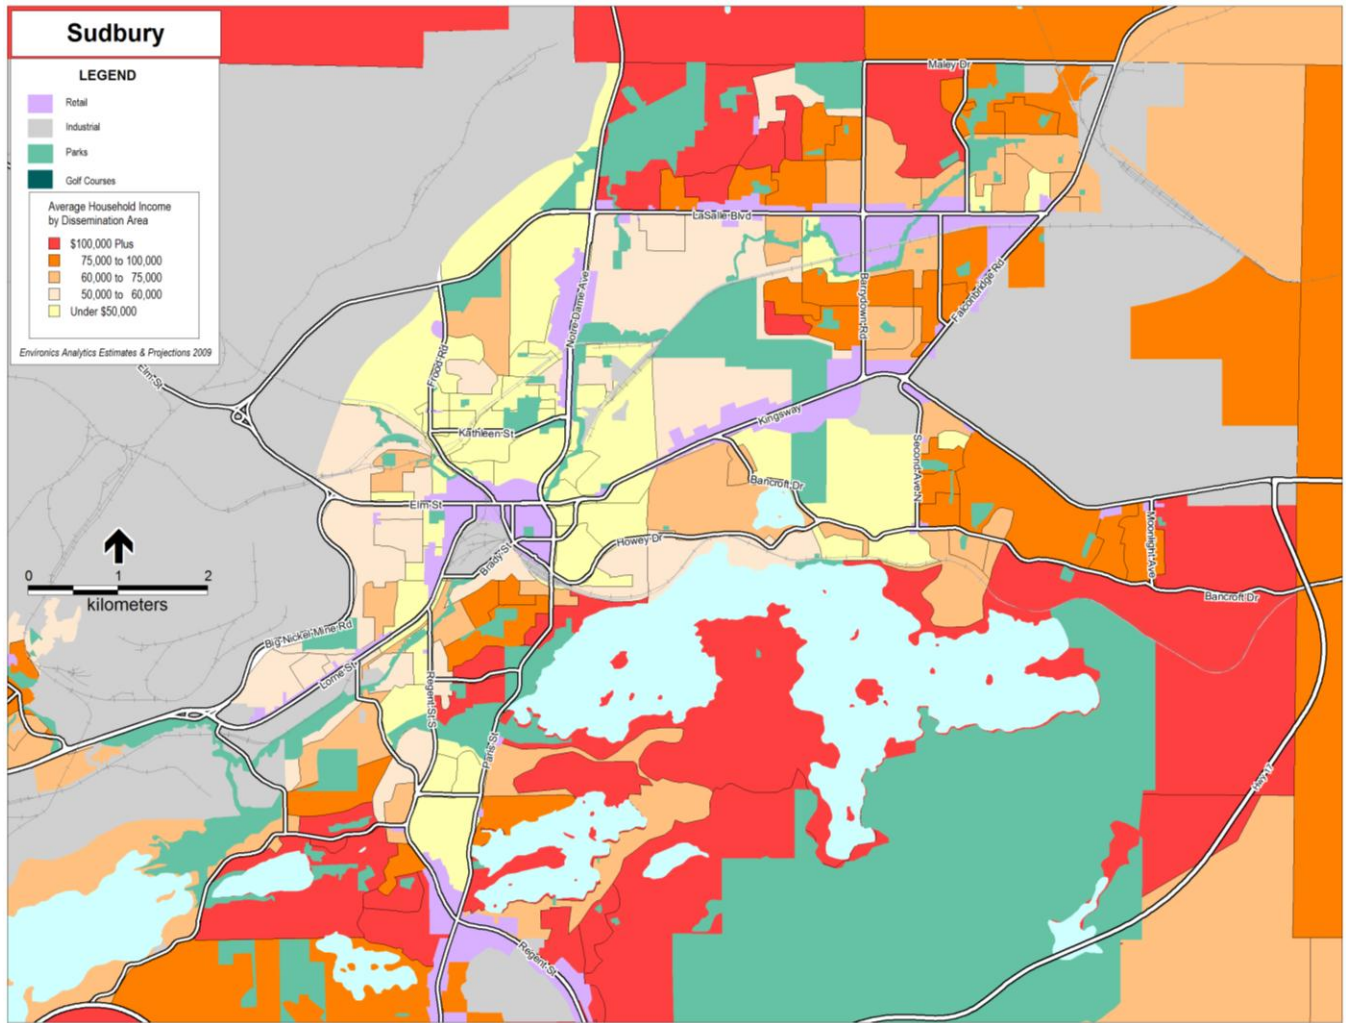 Sudbury
LEGEND
Retail
Industrial
Parks
Golf Courses
Average Household Income
by Dissemination Area
$100,000 Plus
75,000 to 100,000
60,000 to 75,000
50,000 to 60,000
Under $50,000
Environics Analytics Estimates & Projections 2009
Maley Dr
LaSalle Blvd
Notre Dame Ave
Barrydown Rd
Falconbridge Rd
Frood Rd
Elm St
Kathleen St
Kingsway
Second Ave N
Bancroft Dr
Elm St
Howey Dr
Brady St
Moonlight Ave
Bancroft Dr
0 1 2
kilometers
Big Nickel Mine Rd
Lorne St
Regent St S
Paris St
Hwy 17
Regent St